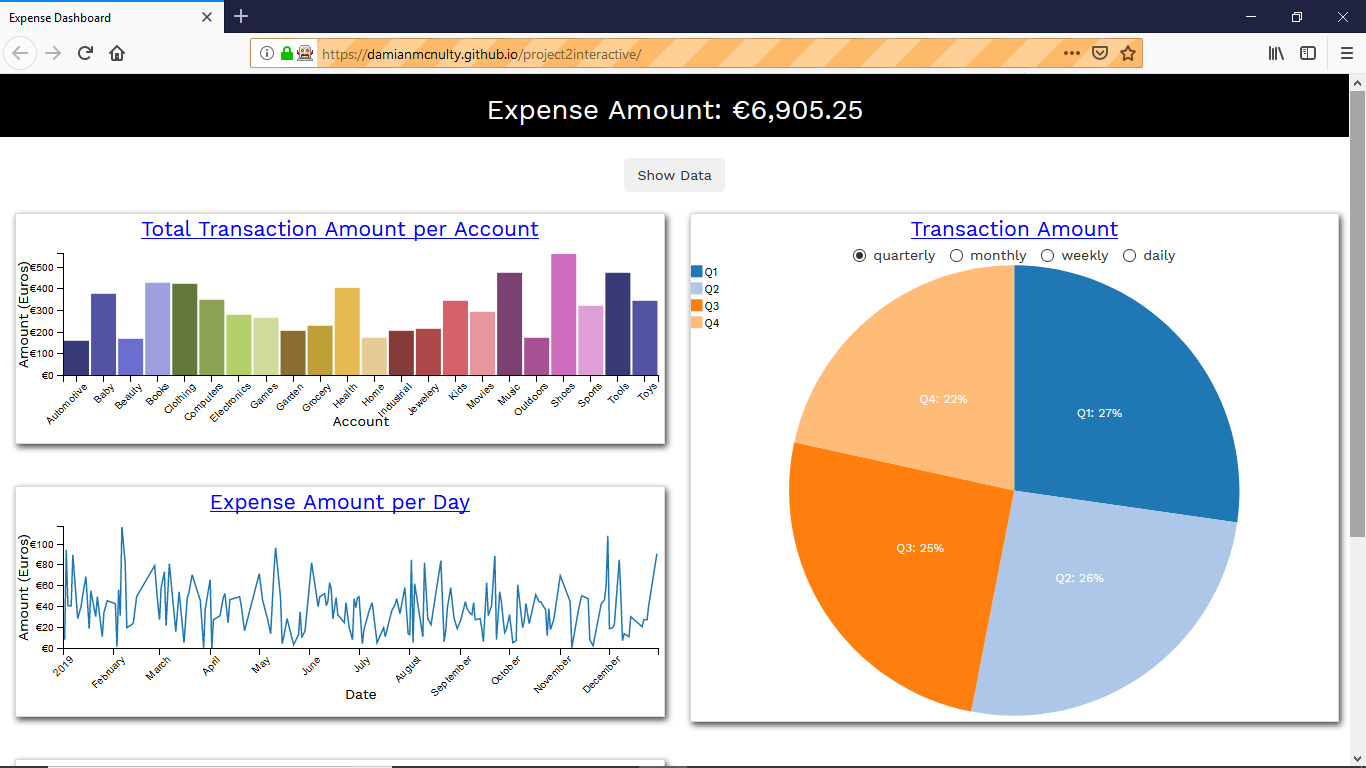 Expense Dashboard
https://damianmcnulty.github.io/project2interactive/
Expense Amount: €6,905.25
Show Data
Total Transaction Amount per Account
Amount (Euros)
€500
€400
€300
€200
€100
€0
Automotive
Baby
Beauty
Books
Clothing
Computers
Electronics
Games
Garden
Grocery
Health
Home
Industrial
Jewelery
Kids
Movies
Music
Outdoors
Shoes
Sports
Tools
Toys
Account
Expense Amount per Day
Amount (Euros)
€100
€80
€60
€40
€20
€0
2019
February
March
April
May
June
July
August
September
October
November
December
Date
Transaction Amount
quarterly monthly weekly daily
Q1
Q2
Q3
Q4
Q4: 22%
Q1: 27%
Q3: 25%
Q2: 26%